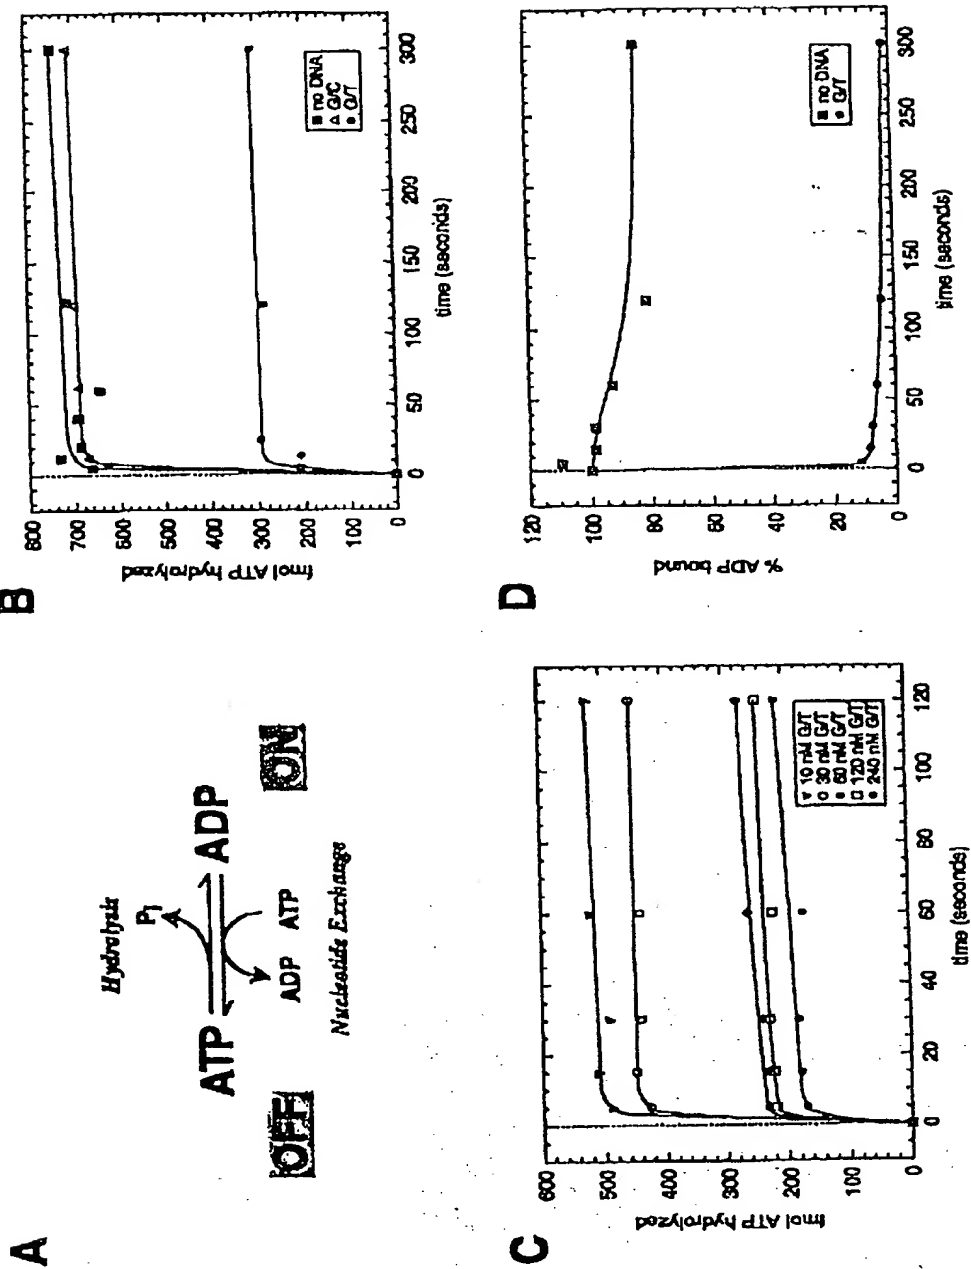 A
Hydrolysis
Pi
ATP
ADP
ADP ATP
Nucleotide Exchange
OFF
ON
B
fmol ATP hydrolyzed
800
700
600
500
400
300
200
100
0
0 50 100 150 200 250 300
time (seconds)
no DNA
G/C
G/T
C
fmol ATP hydrolyzed
600
500
400
300
200
100
0
0 20 40 60 80 100 120
time (seconds)
10 nM G/T
30 nM G/T
60 nM G/T
120 nM G/T
240 nM G/T
D
% ADP bound
120
100
80
60
40
20
0
0 50 100 150 200 250 300
time (seconds)
no DNA
G/T